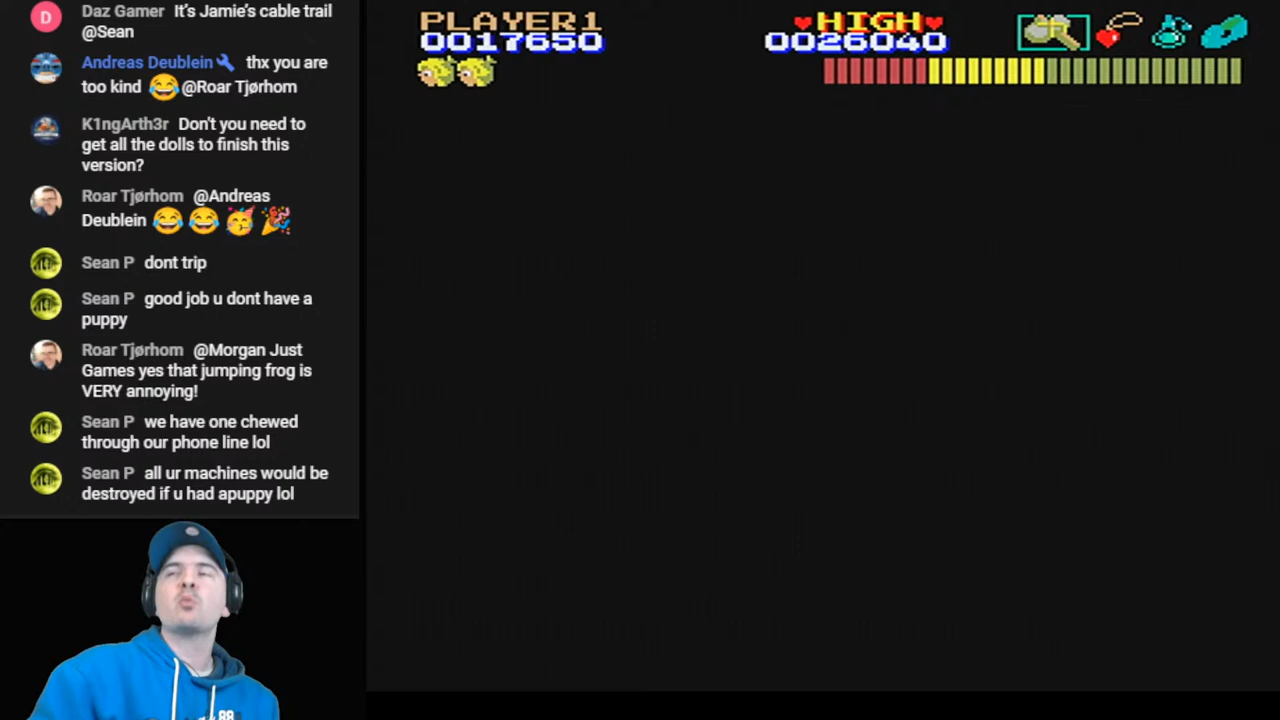 Daz Gamer It's Jamie's cable trail
@Sean
Andreas Deublein thx you are
too kind 😂 @Roar Tjørhom
K1ngArth3r Don't you need to
get all the dolls to finish this
version?
Roar Tjørhom @Andreas
Deublein 😂 😂 🥳 🎉
Sean P dont trip
Sean P good job u dont have a
puppy
Roar Tjørhom @Morgan Just
Games yes that jumping frog is
VERY annoying!
Sean P we have one chewed
through our phone line lol
Sean P all ur machines would be
destroyed if u had apuppy lol
D
PLAYER1
0017650
HIGH
0026040
88